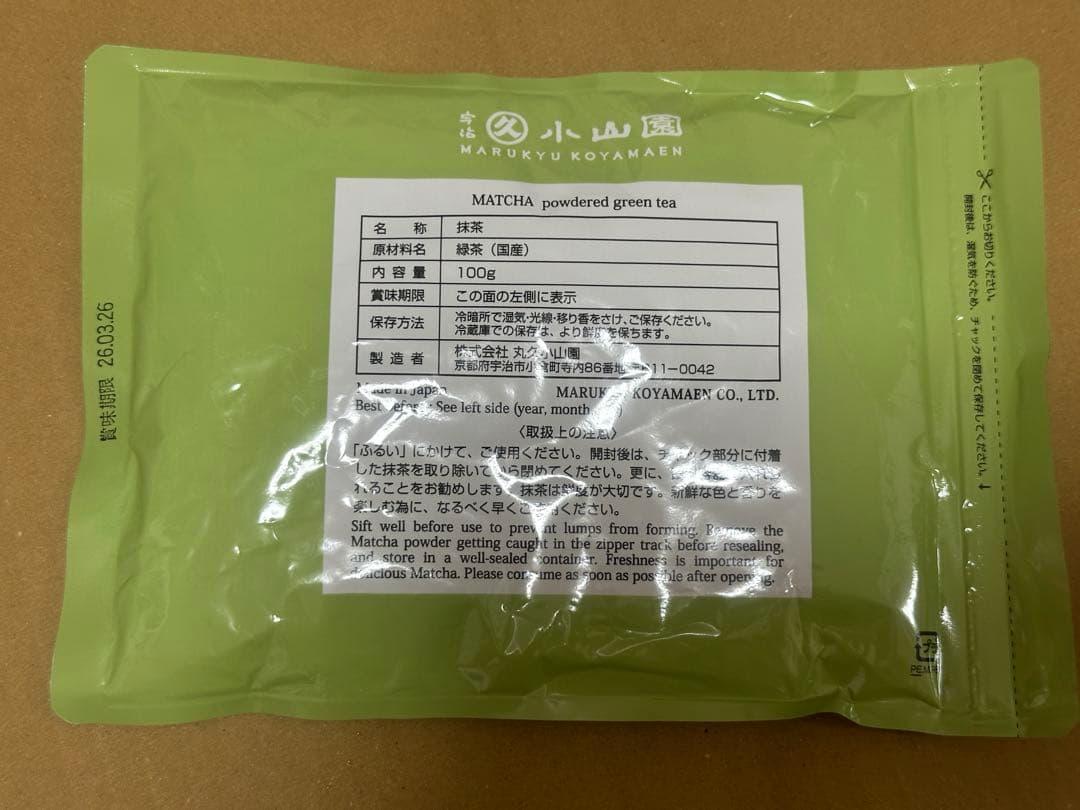 宇治 久 小山園
MARUKYU KOYAMAEN
MATCHA powdered green tea
名称 抹茶
原材料名 緑茶（国産）
内容量 100g
賞味期限 この面の左側に表示
保存方法 冷暗所で湿気・光線・移り香をさけ、ご保存ください。
冷蔵庫での保存は、より鮮度を保ちます。
製造者 株式会社 丸久小山園
京都府宇治市小倉町寺内86番地 11-0042
Made in Japan MARUKYU KOYAMAEN CO., LTD.
Best before: See left side (year, month
〈取扱上の注意〉
「ふるい」にかけて、ご使用ください。開封後は、チャック部分に付着
した抹茶を取り除いてから閉めてください。更に、
れることをお勧めします。抹茶は鮮度が大切です。新鮮な色と香りを
楽しむ為に、なるべく早くご使用ください。
Sift well before use to prevent lumps from forming. Remove the
Matcha powder getting caught in the zipper track before resealing,
and store in a well-sealed container. Freshness is important for
delicious Matcha. Please consume as soon as possible after opening.
賞味期限 26.03.26
ここからお切りください。
開封後は、湿気を防ぐため、チャックを閉めて保存してください。
プラ